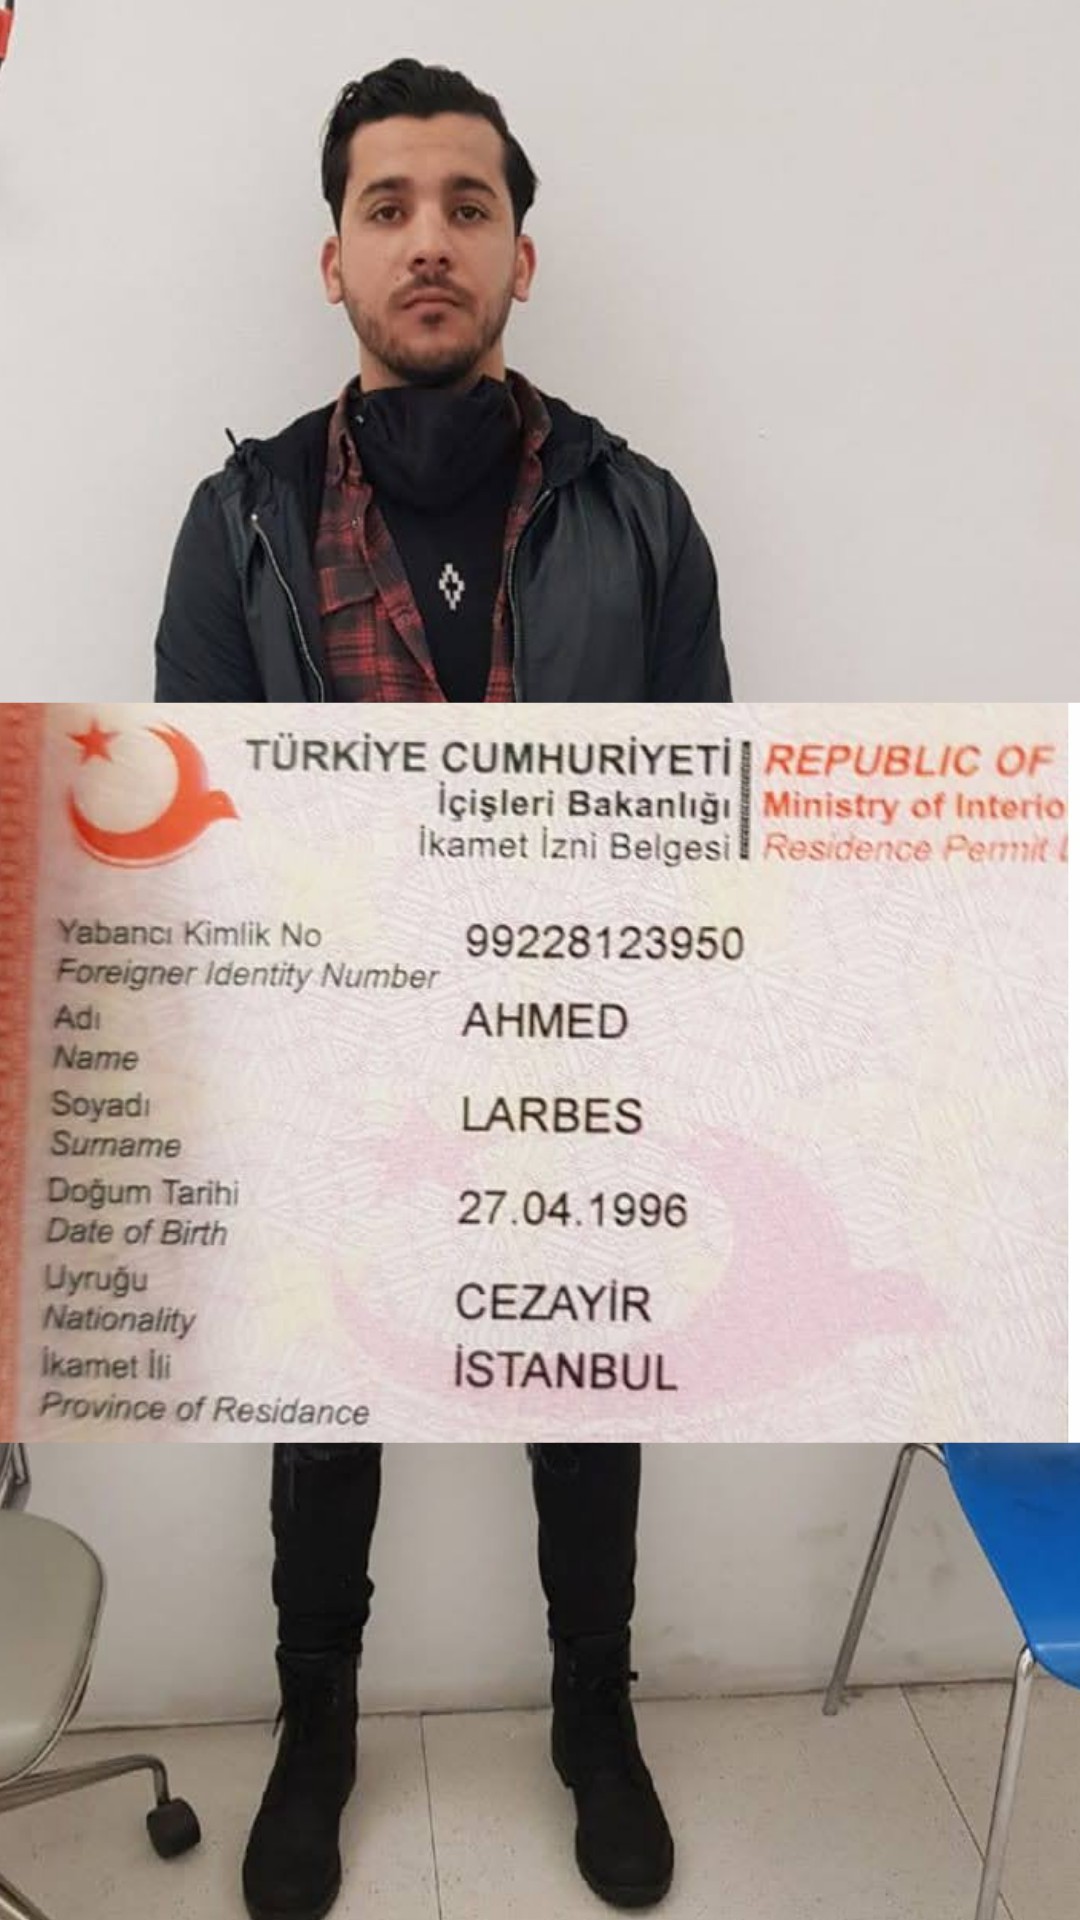 TÜRKİYE CUMHURİYETİ REPUBLIC OF
İçişleri Bakanlığı Ministry of Interio
İkamet İzni Belgesi Residence Permit
Yabancı Kimlik No 99228123950
Foreigner Identity Number
Adı AHMED
Name
Soyadı LARBES
Surname
Doğum Tarihi 27.04.1996
Date of Birth
Uyruğu CEZAYİR
Nationality
İkamet İli İSTANBUL
Province of Residance